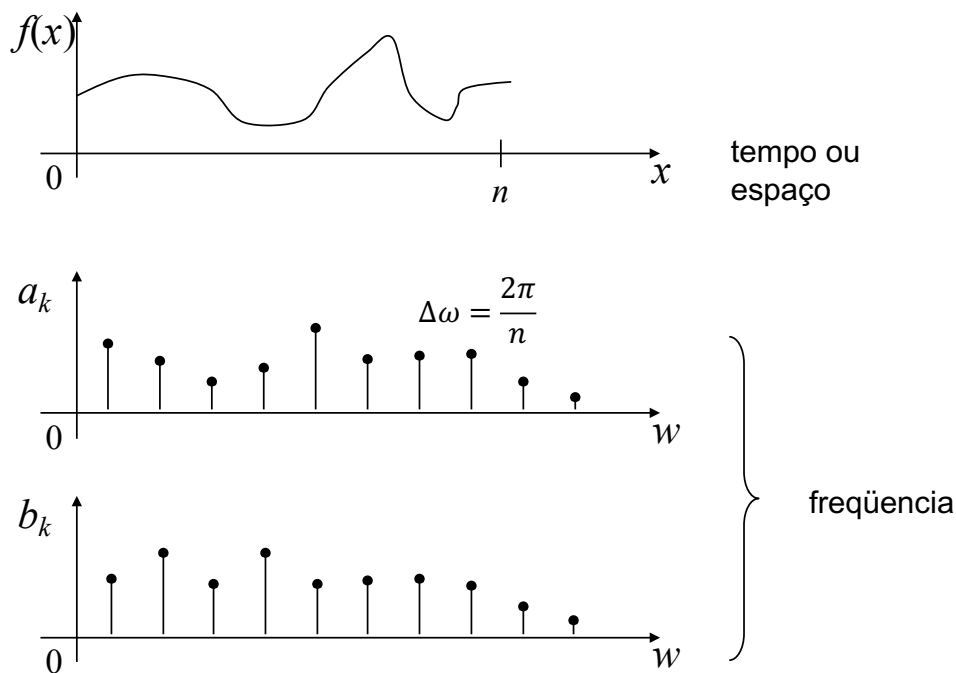 f(x)
0
n
x
tempo ou
espaço
a_k
Δω = 2π/n
0
w
b_k
freqüencia
0
w